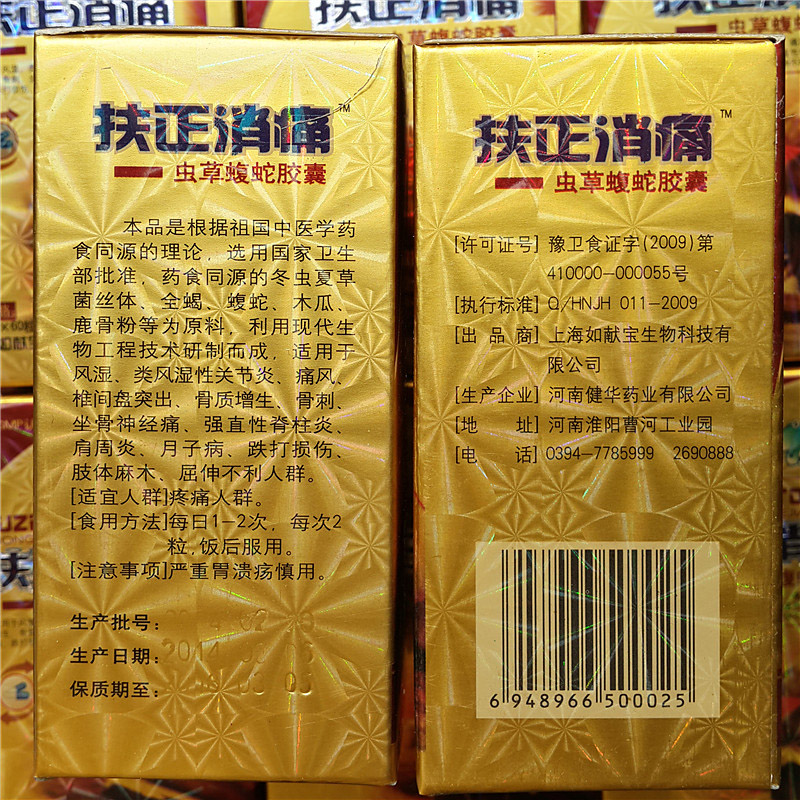 扶正消痛™
虫草蝮蛇胶囊
本品是根据祖国中医学药
食同源的理论，选用国家卫生
部批准，药食同源的冬虫夏草
菌丝体、全蝎、蝮蛇、木瓜、
鹿骨粉等为原料，利用现代生
物工程技术研制而成，适用于
风湿、类风湿性关节炎、痛风、
椎间盘突出、骨质增生、骨刺、
坐骨神经痛、强直性脊柱炎、
肩周炎、月子病、跌打损伤、
肢体麻木、屈伸不利人群。
[适宜人群]疼痛人群。
[食用方法]每日1-2次，每次2
粒,饭后服用。
[注意事项]严重胃溃疡慎用。
生产批号：
生产日期：2014
保质期至：
扶正消痛™
虫草蝮蛇胶囊
[许可证号] 豫卫食证字(2009)第
410000-000055号
[执行标准] Q/HNJH 011-2009
[出 品 商] 上海如献宝生物科技有
限公司
[生产企业] 河南健华药业有限公司
[地 址] 河南淮阳曹河工业园
[电 话] 0394-7785999 2690888
6 948966 500025